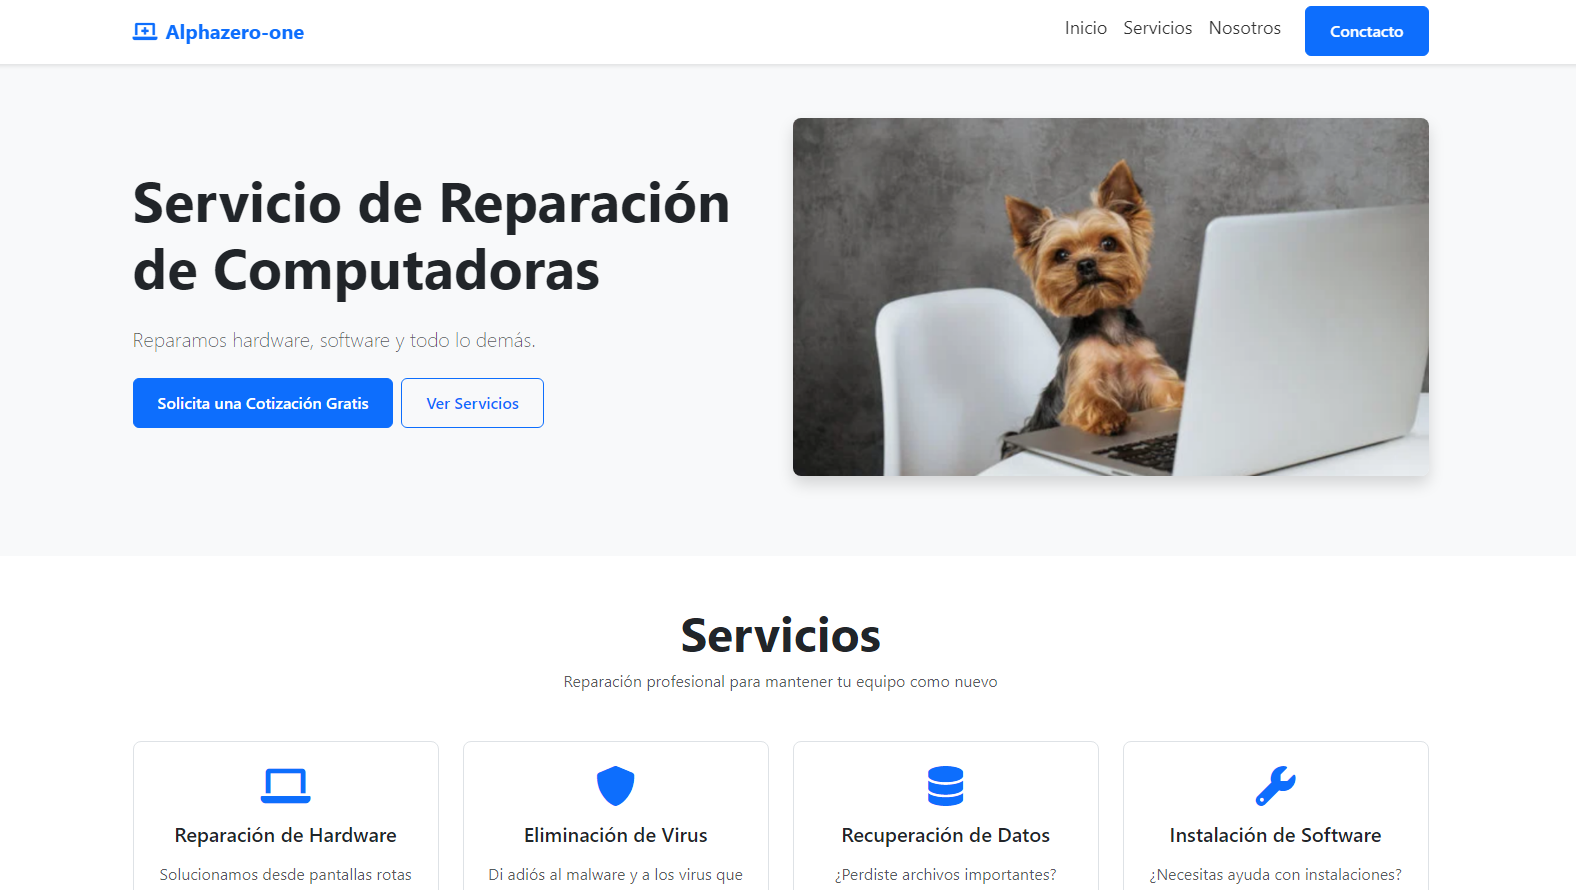 Alphazero-one
Inicio Servicios Nosotros Conctacto
Servicio de Reparación
de Computadoras
Reparamos hardware, software y todo lo demás.
Solicita una Cotización Gratis Ver Servicios
Servicios
Reparación profesional para mantener tu equipo como nuevo
Reparación de Hardware
Solucionamos desde pantallas rotas
Eliminación de Virus
Di adiós al malware y a los virus que
Recuperación de Datos
¿Perdiste archivos importantes?
Instalación de Software
¿Necesitas ayuda con instalaciones?